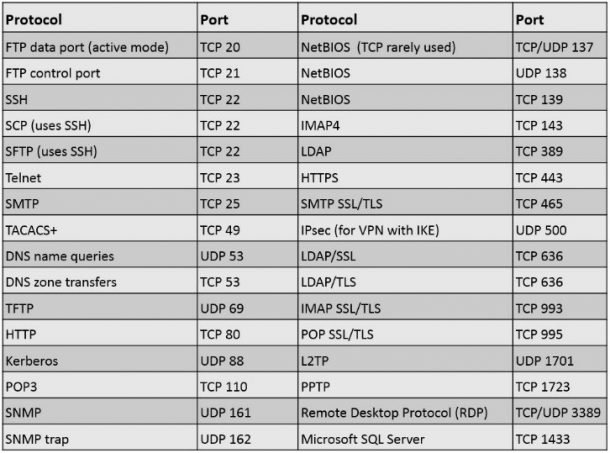 Protocol Port Protocol Port
FTP data port (active mode) TCP 20 NetBIOS (TCP rarely used) TCP/UDP 137
FTP control port TCP 21 NetBIOS UDP 138
SSH TCP 22 NetBIOS TCP 139
SCP (uses SSH) TCP 22 IMAP4 TCP 143
SFTP (uses SSH) TCP 22 LDAP TCP 389
Telnet TCP 23 HTTPS TCP 443
SMTP TCP 25 SMTP SSL/TLS TCP 465
TACACS+ TCP 49 IPsec (for VPN with IKE) UDP 500
DNS name queries UDP 53 LDAP/SSL TCP 636
DNS zone transfers TCP 53 LDAP/TLS TCP 636
TFTP UDP 69 IMAP SSL/TLS TCP 993
HTTP TCP 80 POP SSL/TLS TCP 995
Kerberos UDP 88 L2TP UDP 1701
POP3 TCP 110 PPTP TCP 1723
SNMP UDP 161 Remote Desktop Protocol (RDP) TCP/UDP 3389
SNMP trap UDP 162 Microsoft SQL Server TCP 1433